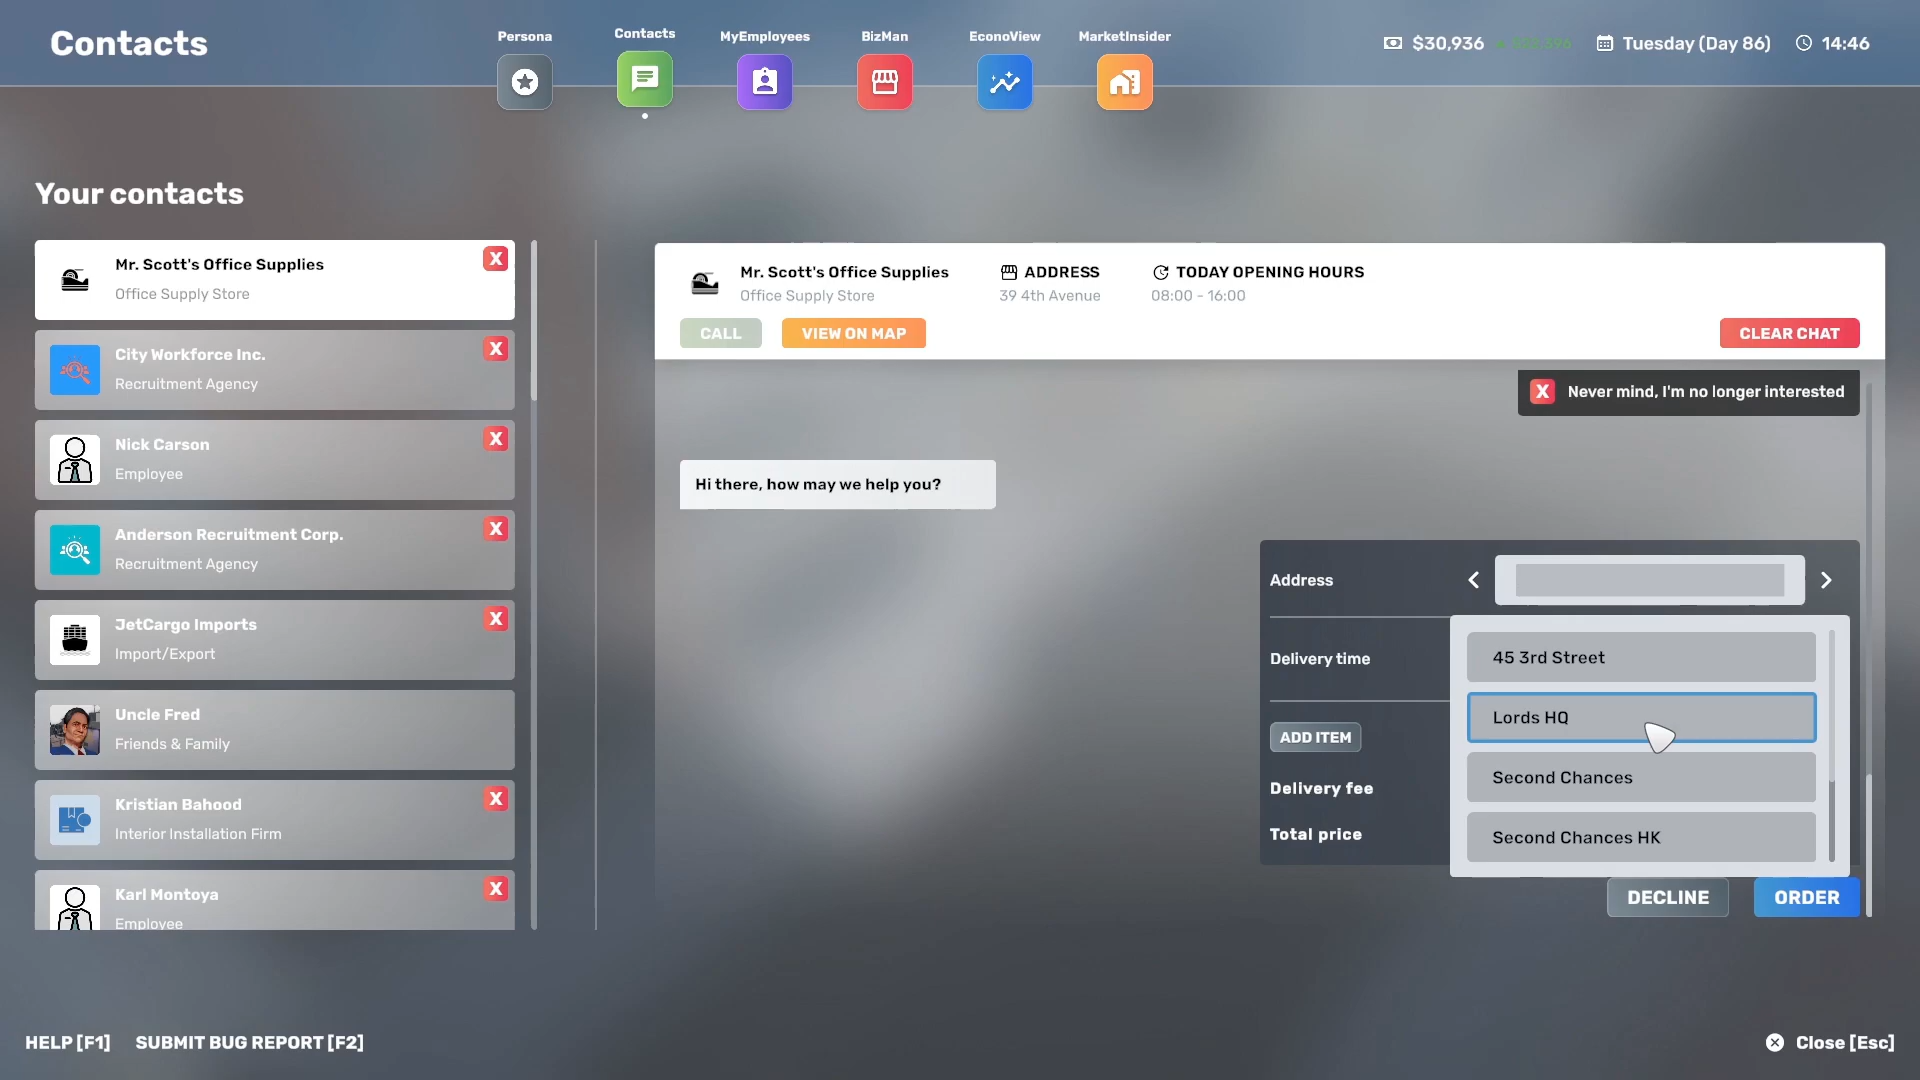 Contacts
Persona
Contacts
MyEmployees
BizMan
EconoView
MarketInsider
$30,936
Tuesday (Day 86)
14:46
Your contacts
Mr. Scott's Office Supplies
Office Supply Store
X
City Workforce Inc.
Recruitment Agency
X
Nick Carson
Employee
X
Anderson Recruitment Corp.
Recruitment Agency
X
JetCargo Imports
Import/Export
X
Uncle Fred
Friends & Family
Kristian Bahood
Interior Installation Firm
X
Karl Montoya
Employee
X
Mr. Scott's Office Supplies
Office Supply Store
ADDRESS
39 4th Avenue
TODAY OPENING HOURS
08:00 - 16:00
CALL
VIEW ON MAP
CLEAR CHAT
X Never mind, I'm no longer interested
Hi there, how may we help you?
Address
Delivery time
ADD ITEM
Delivery fee
Total price
45 3rd Street
Lords HQ
Second Chances
Second Chances HK
DECLINE
ORDER
HELP [F1]
SUBMIT BUG REPORT [F2]
Close [Esc]